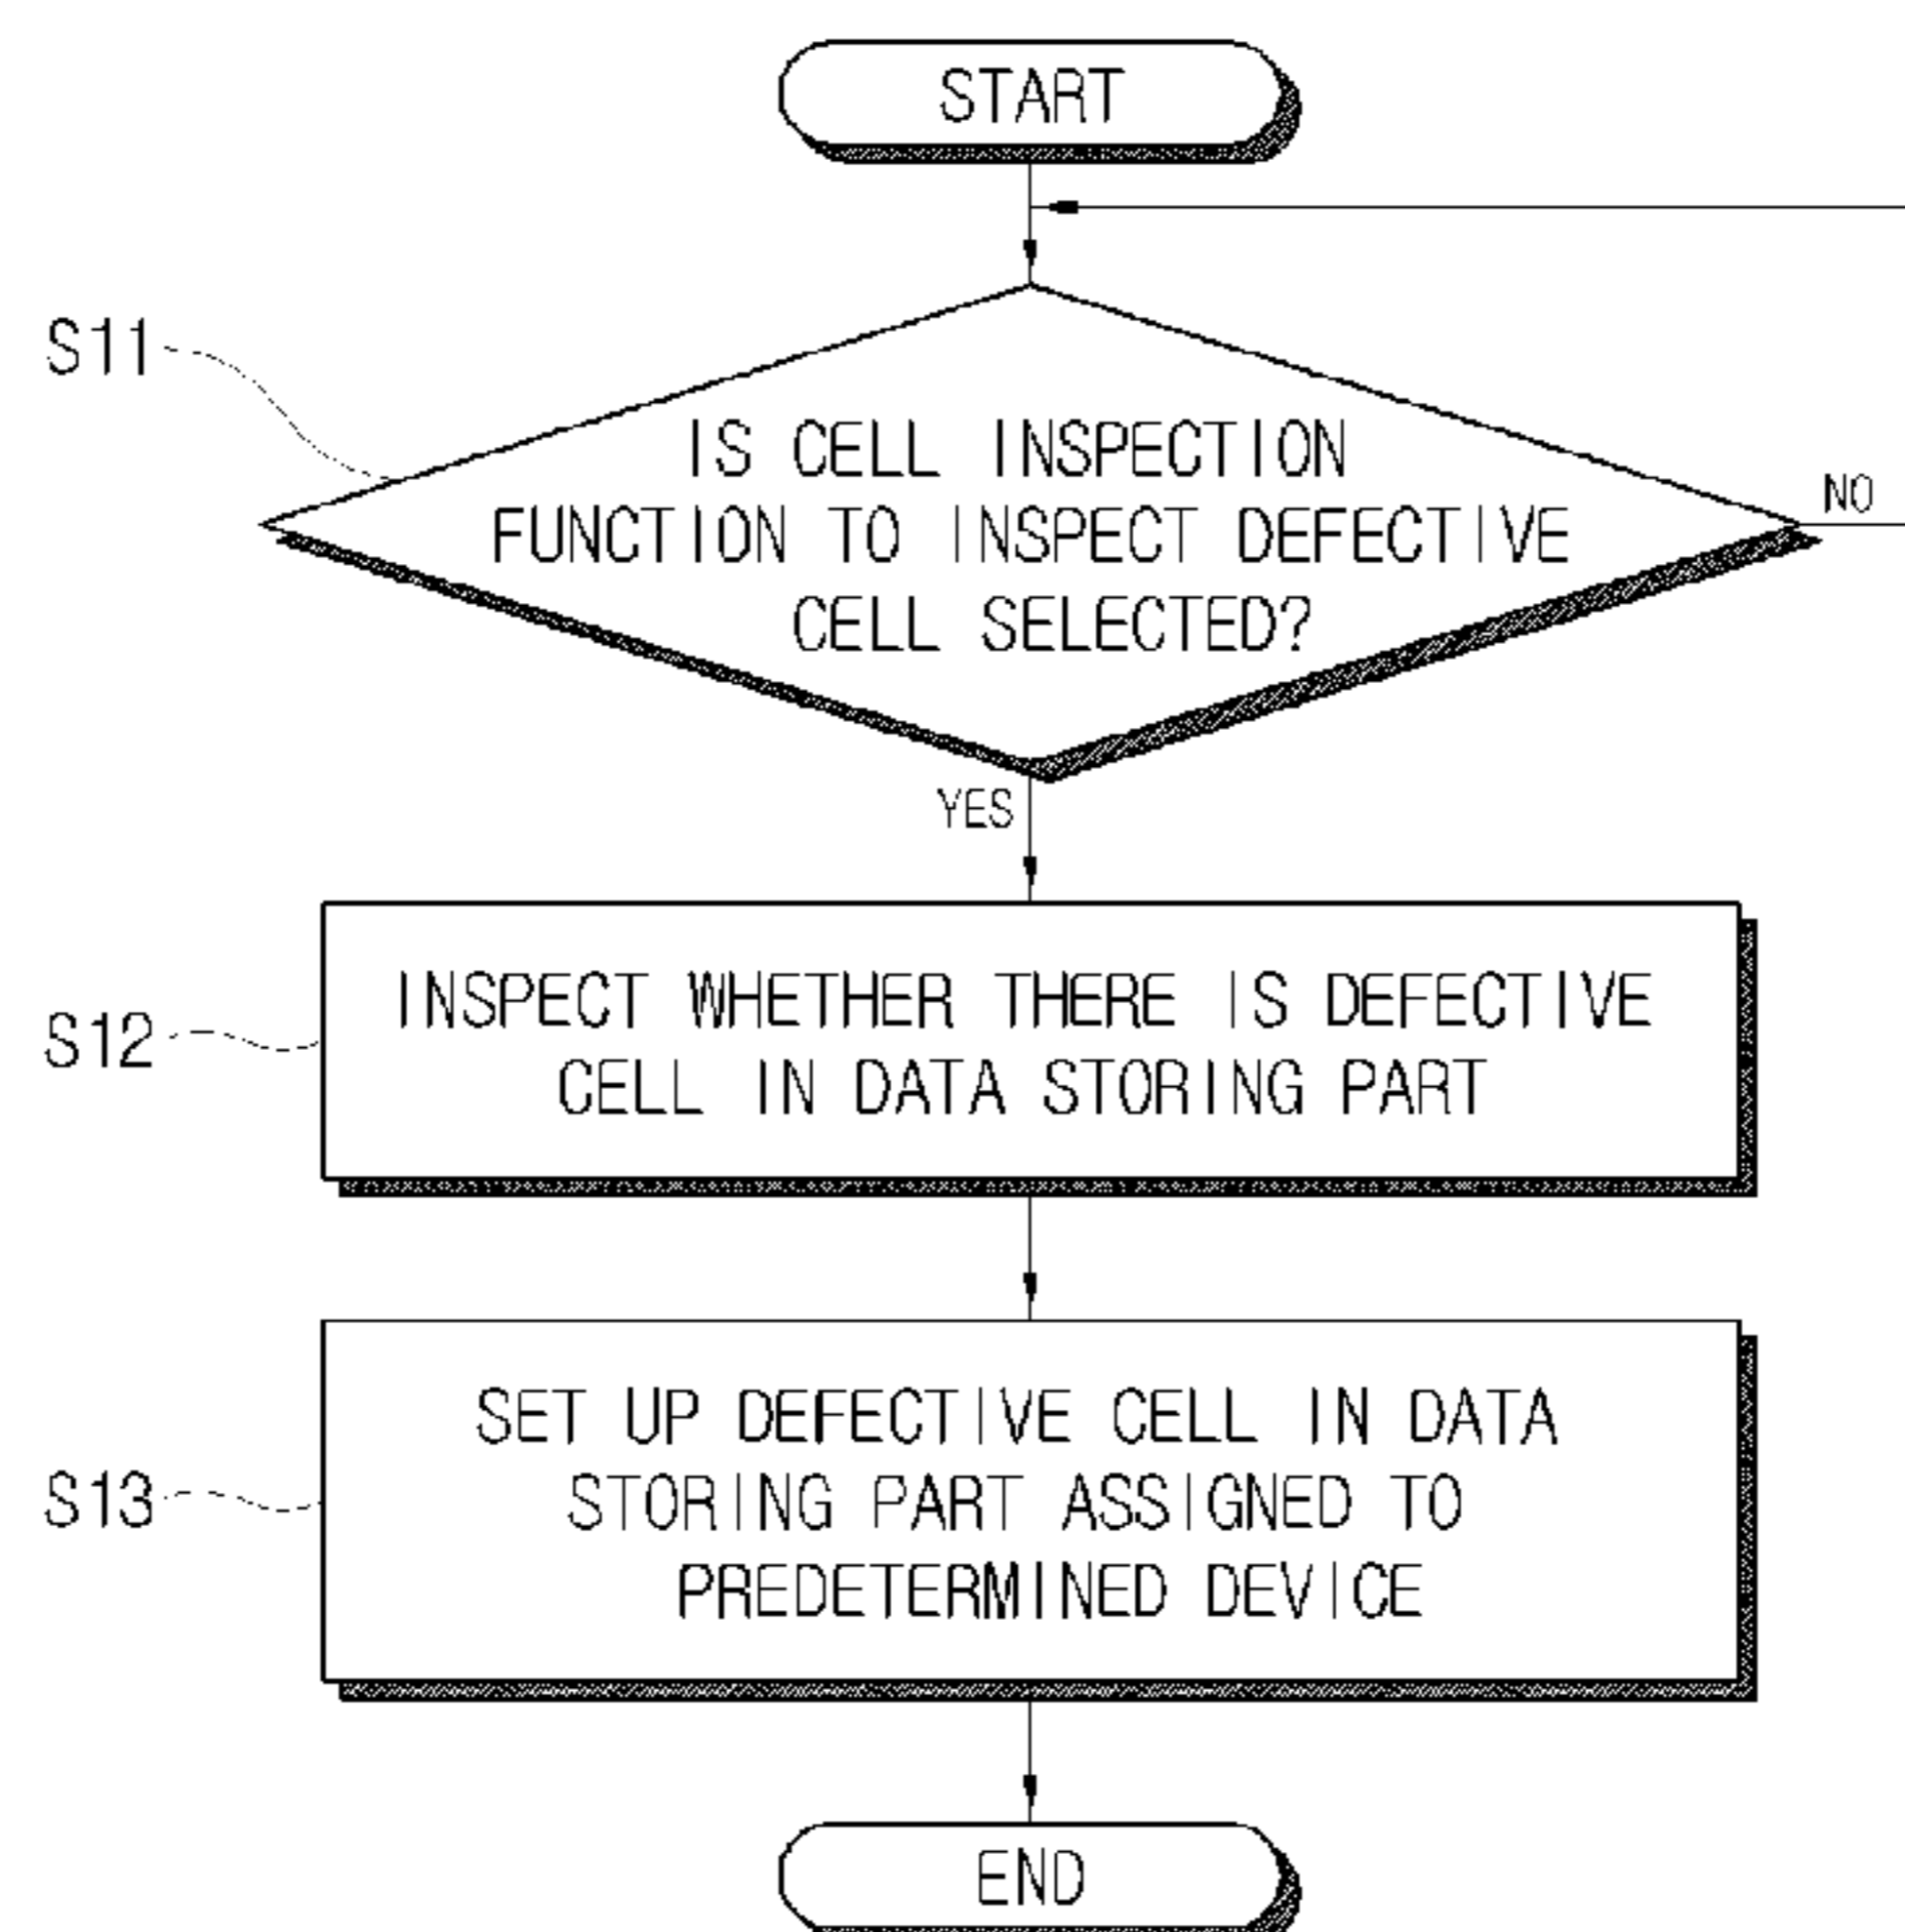 START
S11
IS CELL INSPECTION
FUNCTION TO INSPECT DEFECTIVE
CELL SELECTED?
NO
YES
S12
INSPECT WHETHER THERE IS DEFECTIVE
CELL IN DATA STORING PART
S13
SET UP DEFECTIVE CELL IN DATA
STORING PART ASSIGNED TO
PREDETERMINED DEVICE
END